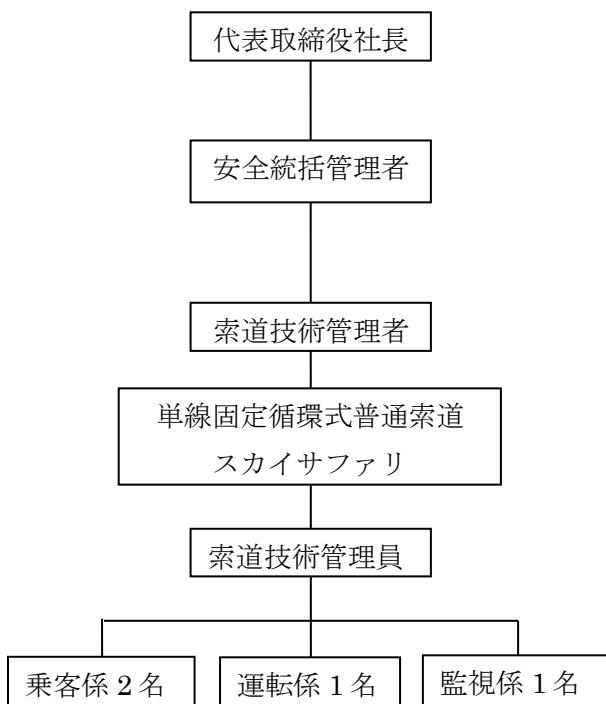 代表取締役社長
安全統括管理者
索道技術管理者
単線固定循環式普通索道
スカイサファリ
索道技術管理員
乗客係 2 名
運転係 1 名
監視係 1 名